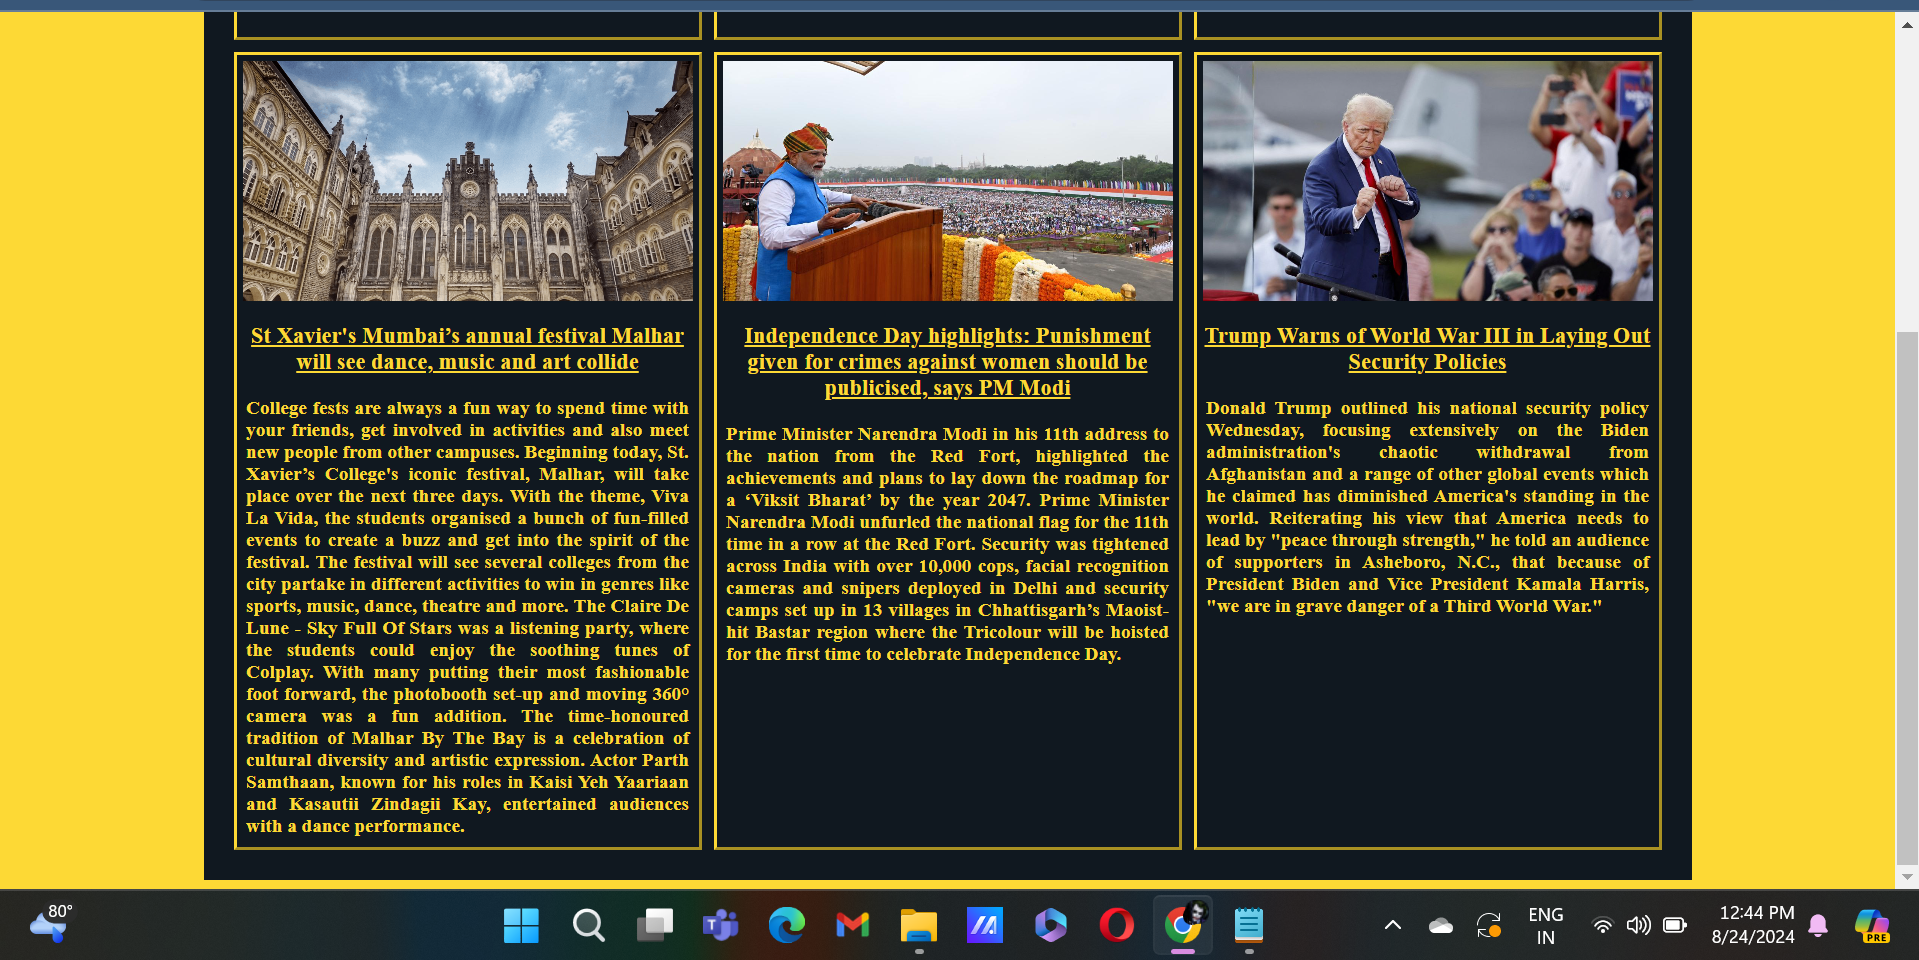 St Xavier's Mumbai’s annual festival Malhar
will see dance, music and art collide
College fests are always a fun way to spend time with
your friends, get involved in activities and also meet
new people from other campuses. Beginning today, St.
Xavier’s College's iconic festival, Malhar, will take
place over the next three days. With the theme, Viva
La Vida, the students organised a bunch of fun-filled
events to create a buzz and get into the spirit of the
festival. The festival will see several colleges from the
city partake in different activities to win in genres like
sports, music, dance, theatre and more. The Claire De
Lune - Sky Full Of Stars was a listening party, where
the students could enjoy the soothing tunes of
Colplay. With many putting their most fashionable
foot forward, the photobooth set-up and moving 360°
camera was a fun addition. The time-honoured
tradition of Malhar By The Bay is a celebration of
cultural diversity and artistic expression. Actor Parth
Samthaan, known for his roles in Kaisi Yeh Yaariaan
and Kasautii Zindagii Kay, entertained audiences
with a dance performance.
Independence Day highlights: Punishment
given for crimes against women should be
publicised, says PM Modi
Prime Minister Narendra Modi in his 11th address to
the nation from the Red Fort, highlighted the
achievements and plans to lay down the roadmap for
a ‘Viksit Bharat’ by the year 2047. Prime Minister
Narendra Modi unfurled the national flag for the 11th
time in a row at the Red Fort. Security was tightened
across India with over 10,000 cops, facial recognition
cameras and snipers deployed in Delhi and security
camps set up in 13 villages in Chhattisgarh’s Maoist-
hit Bastar region where the Tricolour will be hoisted
for the first time to celebrate Independence Day.
Trump Warns of World War III in Laying Out
Security Policies
Donald Trump outlined his national security policy
Wednesday, focusing extensively on the Biden
administration's chaotic withdrawal from
Afghanistan and a range of other global events which
he claimed has diminished America's standing in the
world. Reiterating his view that America needs to
lead by "peace through strength," he told an audience
of supporters in Asheboro, N.C., that because of
President Biden and Vice President Kamala Harris,
"we are in grave danger of a Third World War."
80°
ENG
IN
12:44 PM
8/24/2024
PRE